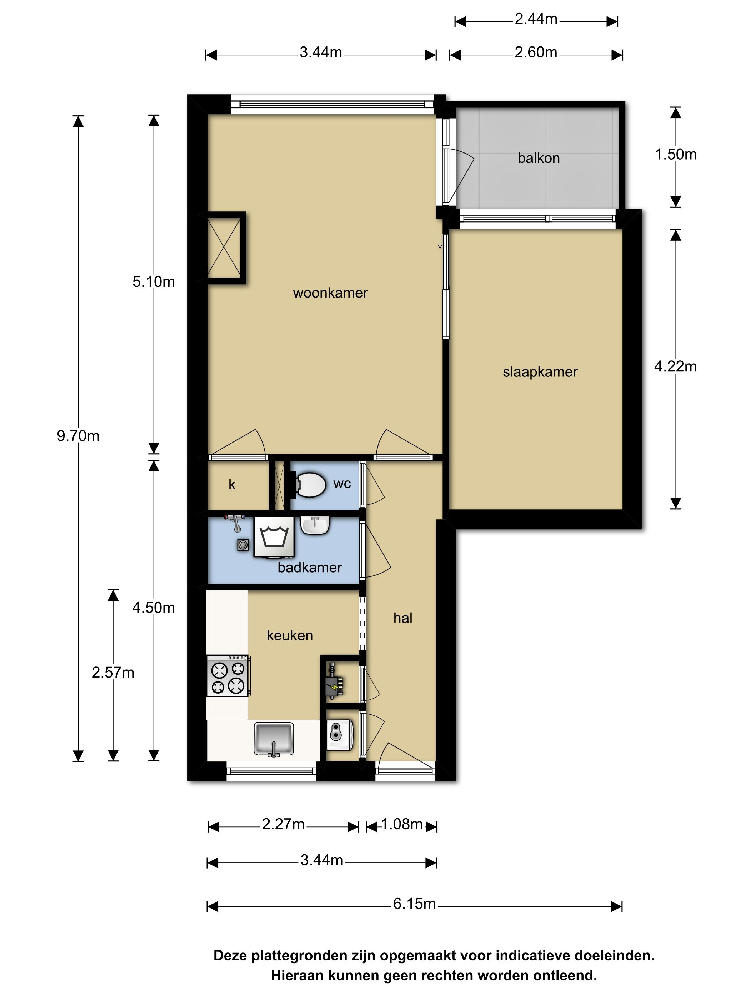 2.44m
3.44m
2.60m
balkon
1.50m
5.10m
woonkamer
4.22m
slaapkamer
9.70m
k
wc
badkamer
4.50m
hal
keuken
2.57m
2.27m
1.08m
3.44m
6.15m
Deze plattegronden zijn opgemaakt voor indicatieve doeleinden.
Hieraan kunnen geen rechten worden ontleend.